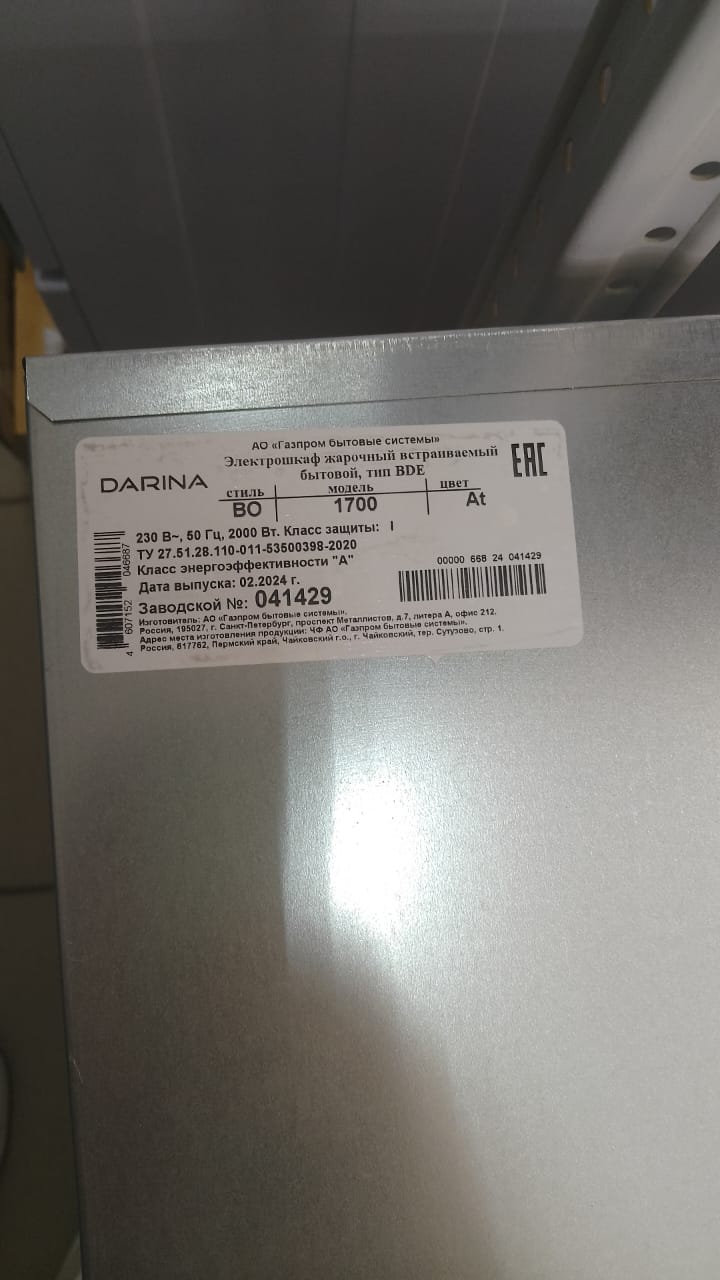 АО «Газпром бытовые системы»
Электрошкаф жарочный встраиваемый
бытовой, тип BDE
EAC
DARINA
стиль модель цвет
BO 1700 At
230 В~, 50 Гц, 2000 Вт. Класс защиты: I
ТУ 27.51.28.110-011-53500398-2020
Класс энергоэффективности "А"
Дата выпуска: 02.2024 г.
Заводской №: 041429
00000 668 24 041429
4 607152 046687
Изготовитель: АО «Газпром бытовые системы».
Россия, 195027, г. Санкт-Петербург, проспект Металлистов, д.7, литера А, офис 212.
Адрес места изготовления продукции: ЧФ АО «Газпром бытовые системы».
Россия, 617762, Пермский край, Чайковский г.о., г. Чайковский, тер. Сутузово, стр. 1.